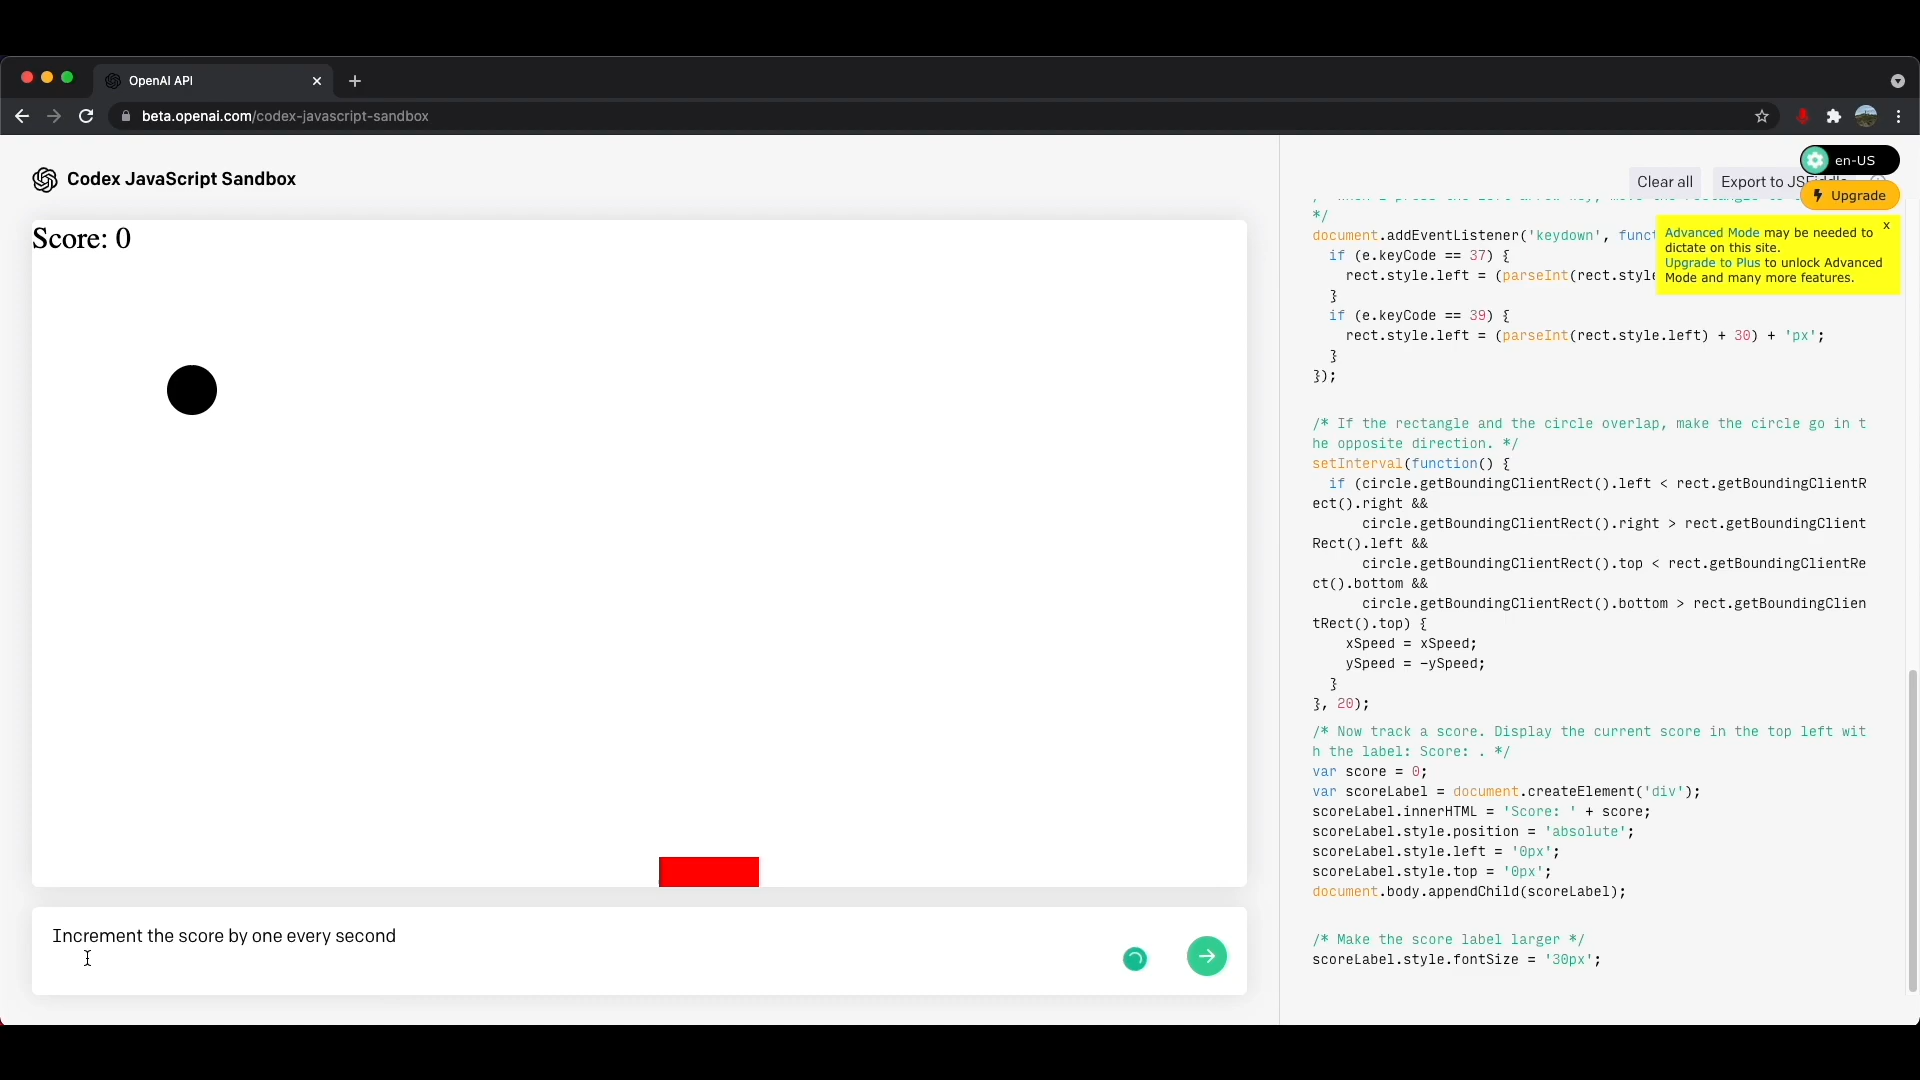 OpenAI API
beta.openai.com/codex-javascript-sandbox
Codex JavaScript Sandbox
Clear all
Export to JSFiddle
en-US
Upgrade
Advanced Mode may be needed to
dictate on this site.
Upgrade to Plus to unlock Advanced
Mode and many more features.
x
Score: 0
*/
document.addEventListener('keydown', funct
if (e.keyCode == 37) {
rect.style.left = (parseInt(rect.style
}
if (e.keyCode == 39) {
rect.style.left = (parseInt(rect.style.left) + 30) + 'px';
}
});
/* If the rectangle and the circle overlap, make the circle go in t
he opposite direction. */
setInterval(function() {
if (circle.getBoundingClientRect().left < rect.getBoundingClientR
ect().right &&
circle.getBoundingClientRect().right > rect.getBoundingClient
Rect().left &&
circle.getBoundingClientRect().top < rect.getBoundingClientRe
ct().bottom &&
circle.getBoundingClientRect().bottom > rect.getBoundingClien
tRect().top) {
xSpeed = xSpeed;
ySpeed = -ySpeed;
}
}, 20);
/* Now track a score. Display the current score in the top left wit
h the label: Score: . */
var score = 0;
var scoreLabel = document.createElement('div');
scoreLabel.innerHTML = 'Score: ' + score;
scoreLabel.style.position = 'absolute';
scoreLabel.style.left = '0px';
scoreLabel.style.top = '0px';
document.body.appendChild(scoreLabel);
/* Make the score label larger */
scoreLabel.style.fontSize = '30px';
Increment the score by one every second